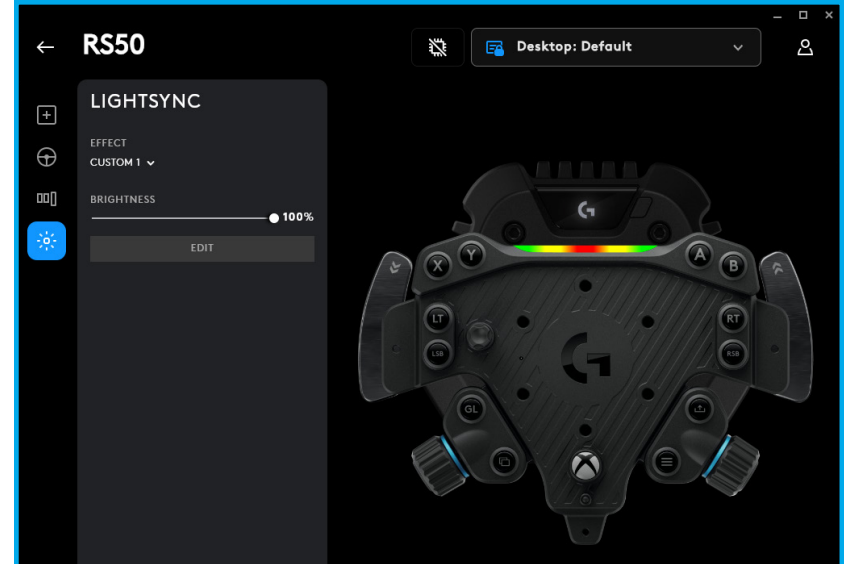 RS50
Desktop: Default
LIGHTSYNC
EFFECT
CUSTOM 1
BRIGHTNESS
100%
EDIT
X
Y
A
B
LT
RT
LSB
RSB
GL